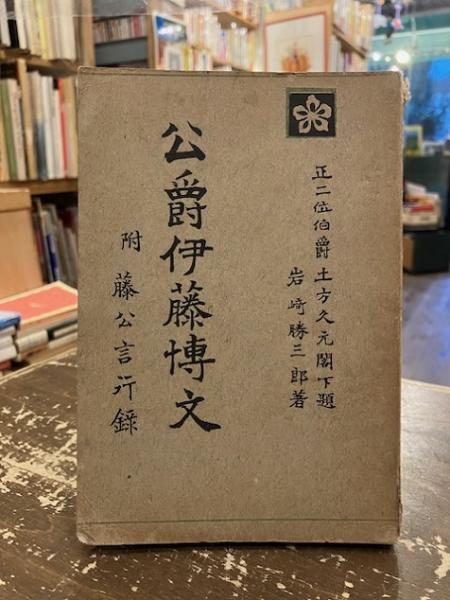 正二位伯爵土方久元閣下題
岩崎勝三郎著
公爵伊藤博文
附藤公言行錄